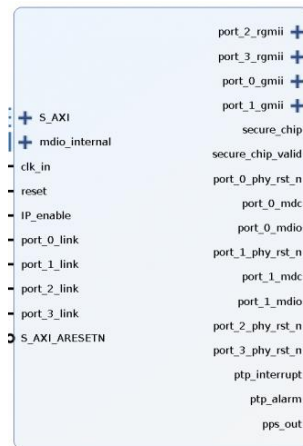 port_2_rgmii
port_3_rgmii
port_0_gmii
port_1_gmii
S_AXI
secure_chip
mdio_internal
secure_chip_valid
clk_in
port_0_phy_rst_n
reset
port_0_mdc
IP_enable
port_0_mdio
port_0_link
port_1_phy_rst_n
port_1_link
port_1_mdc
port_2_link
port_1_mdio
port_3_link
port_2_phy_rst_n
S_AXI_ARESETN
port_3_phy_rst_n
ptp_interrupt
ptp_alarm
pps_out